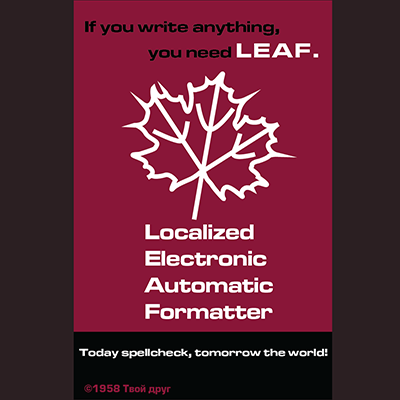 If you write anything,
you need LEAF.
Localized
Electronic
Automatic
Formatter
Today spellcheck, tomorrow the world!
©1958 Твой друг